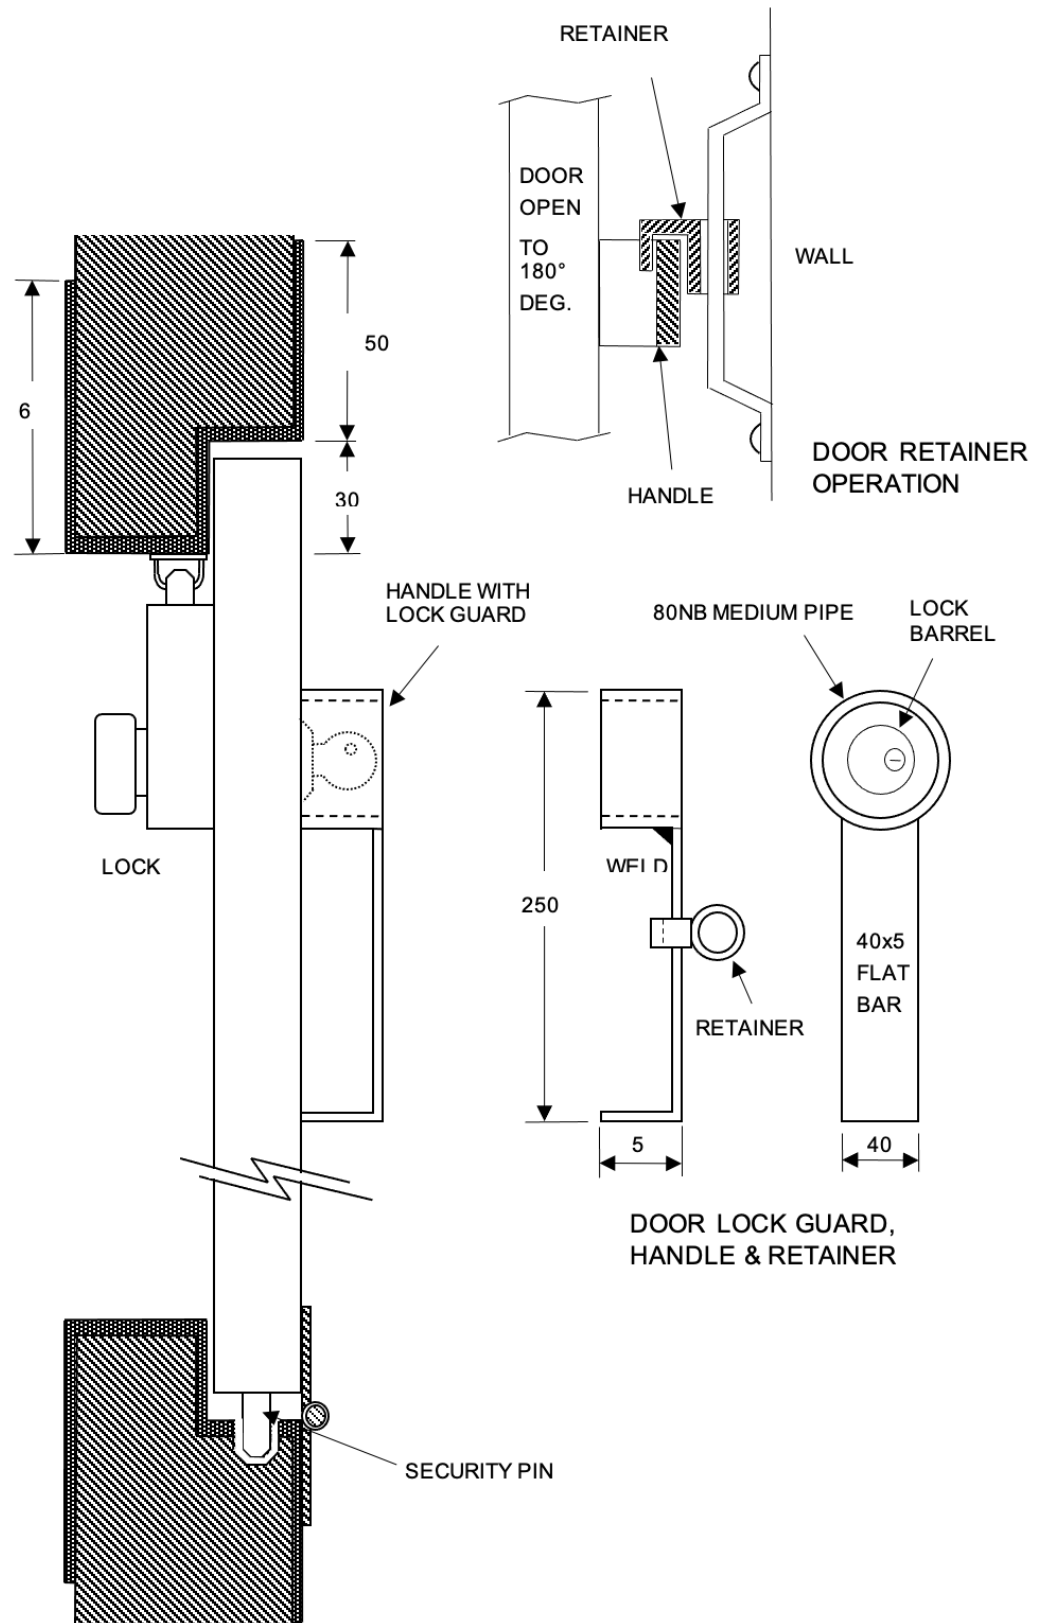 RETAINER
DOOR
OPEN
TO
180°
DEG.
WALL
50
6
DOOR RETAINER
OPERATION
30
HANDLE
HANDLE WITH
LOCK GUARD
80NB MEDIUM PIPE
LOCK
BARREL
LOCK
WELD
250
40x5
FLAT
BAR
RETAINER
5
40
DOOR LOCK GUARD,
HANDLE & RETAINER
SECURITY PIN